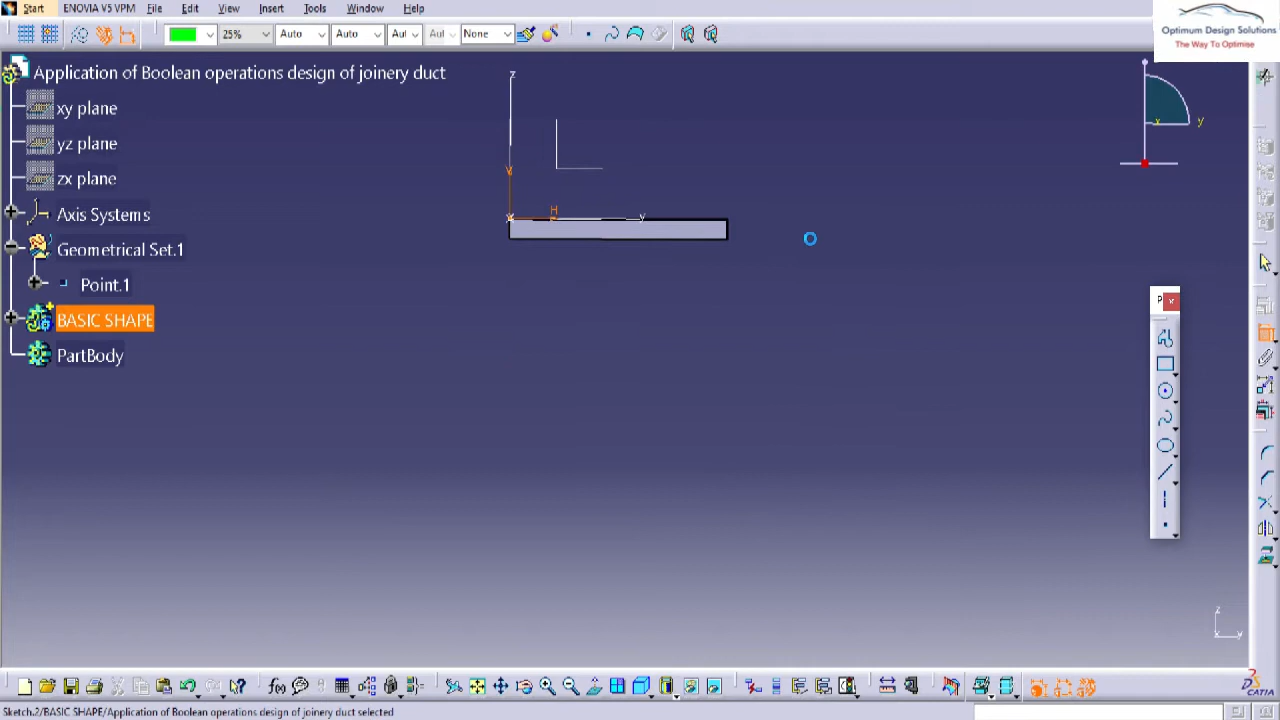 Start ENOVIA V5 VPM File Edit View Insert Tools Window Help
25% Auto Auto Aut Aut None
Optimum Design Solutions
The Way To Optimise
Application of Boolean operations design of joinery duct
xy plane
yz plane
zx plane
Axis Systems
Geometrical Set.1
Point.1
BASIC SHAPE
PartBody
z
V
H
y
x
y
P
z
x y
f(x)
CATIA
Sketch.2/BASIC SHAPE/Application of Boolean operations design of joinery duct selected